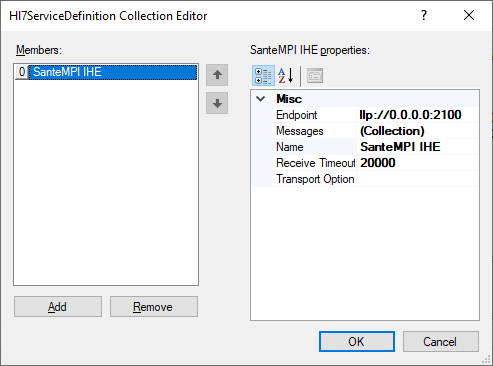 Hl7ServiceDefinition Collection Editor
? ×
Members:
0 SanteMPI IHE
Add
Remove
SanteMPI IHE properties:
A
Z
Misc
Endpoint llp://0.0.0.0:2100
Messages (Collection)
Name SanteMPI IHE
Receive Timeout 20000
Transport Option
OK
Cancel